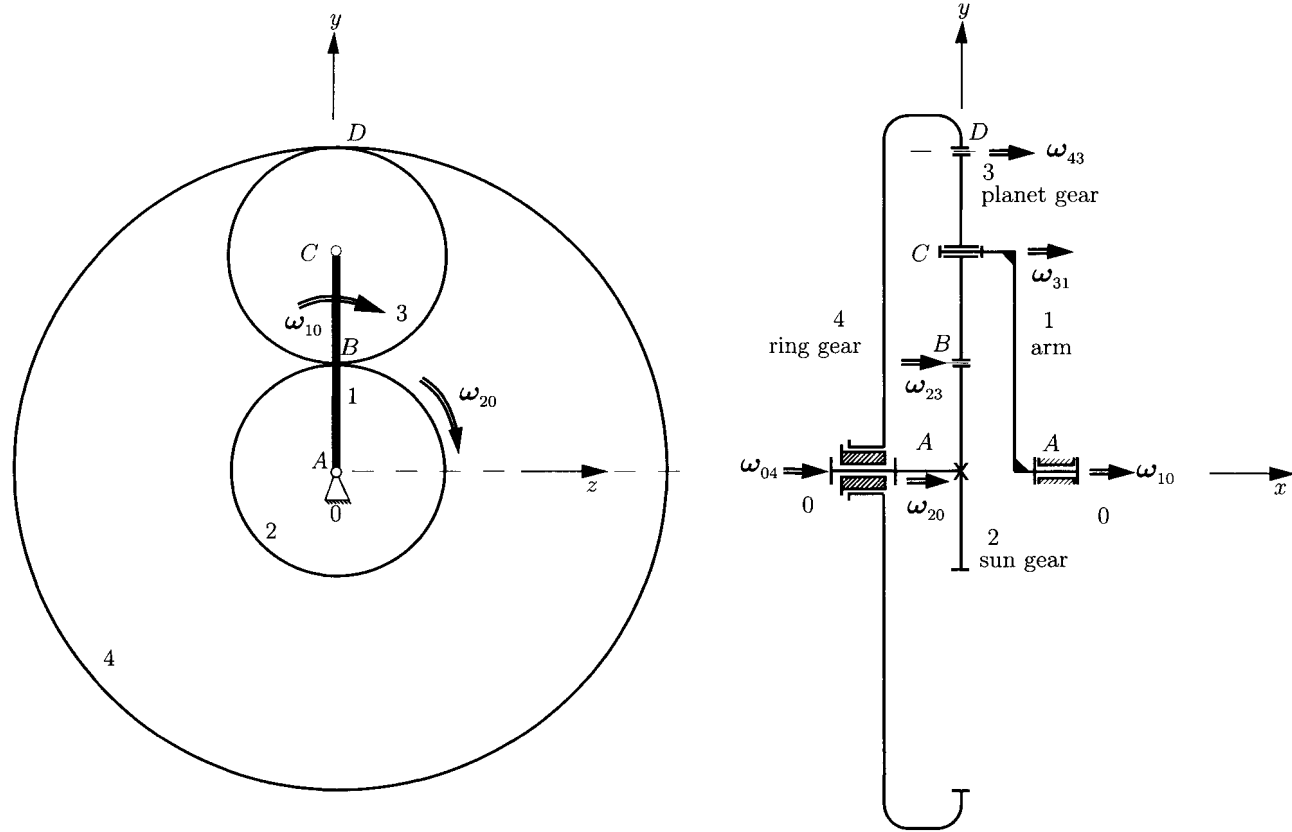 y
D
C
ω10
3
B
1
ω20
A
z
0
2
4
y
D
ω43
3
planet gear
C
ω31
4
ring gear
1
arm
B
ω23
A
A
ω04
ω10
0
ω20
0
x
2
sun gear